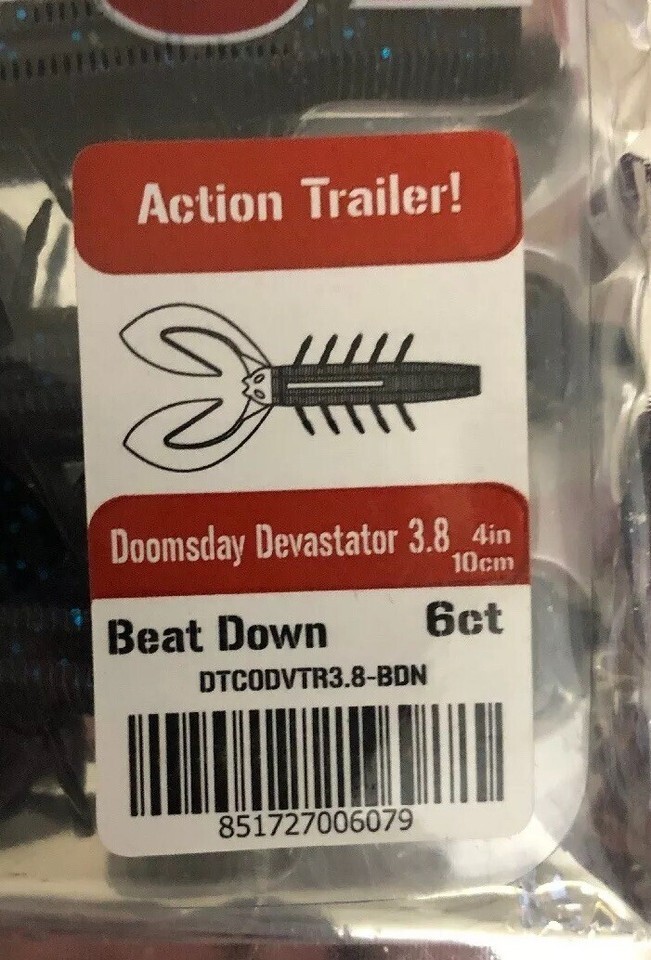 Action Trailer!
Doomsday Devastator 3.8 4in
10cm
Beat Down 6ct
DTCODVTR3.8-BDN
851727006079